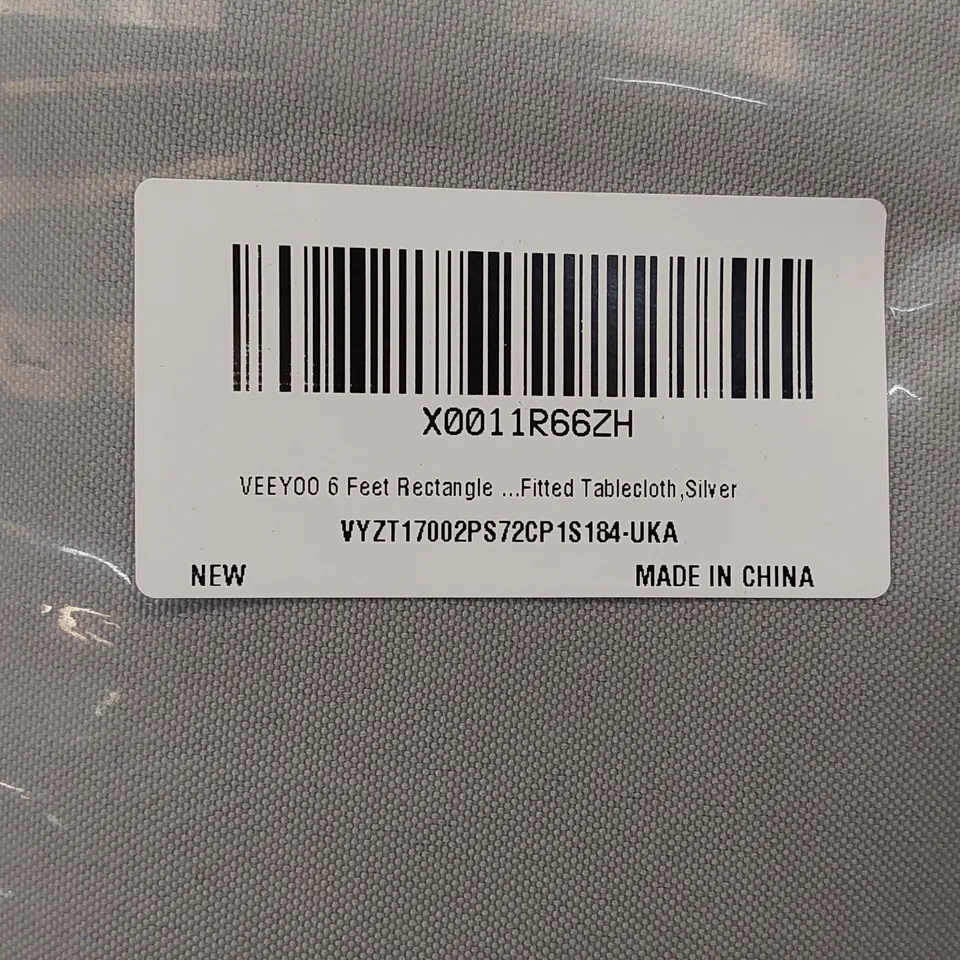 X0011R66ZH
VEEYOO 6 Feet Rectangle ...Fitted Tablecloth,Silver
VYZT17002PS72CP1S184-UKA
NEW MADE IN CHINA